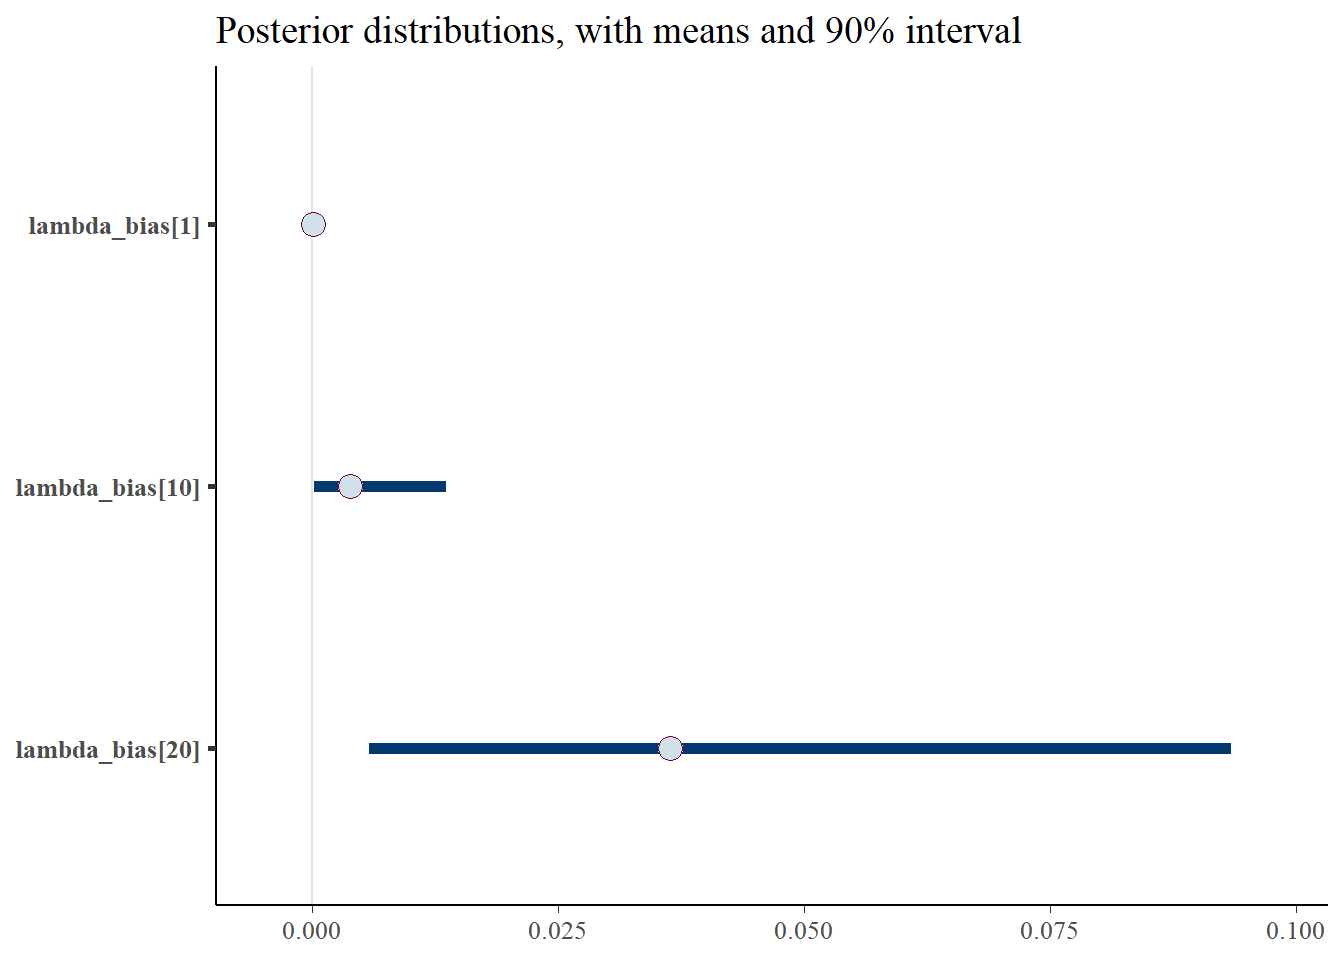 Posterior distributions, with means and 90% interval
lambda_bias[1]
lambda_bias[10]
lambda_bias[20]
0.000 0.025 0.050 0.075 0.100